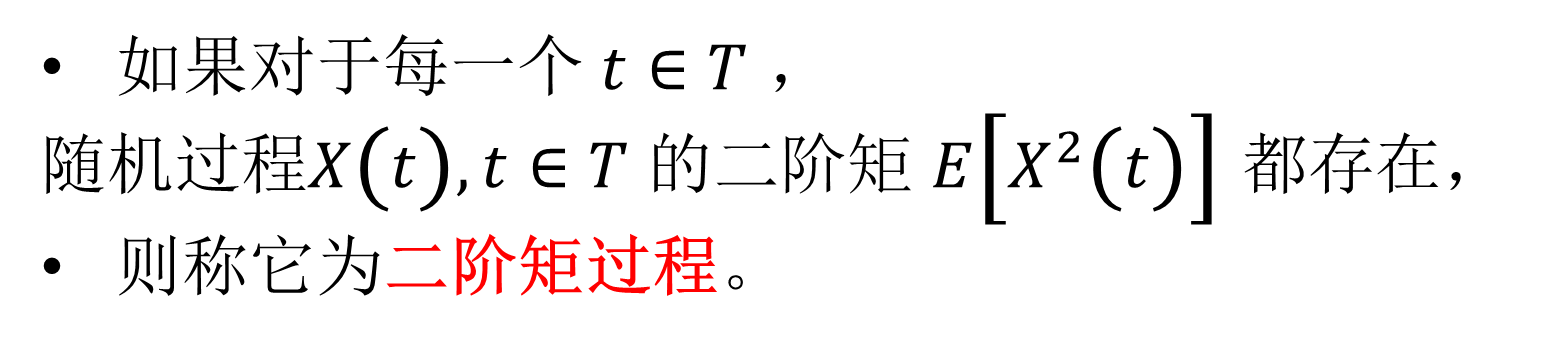 • 如果对于每一个 t ∈ T ，
随机过程X(t), t ∈ T 的二阶矩 E[X²(t)] 都存在，
• 则称它为二阶矩过程。